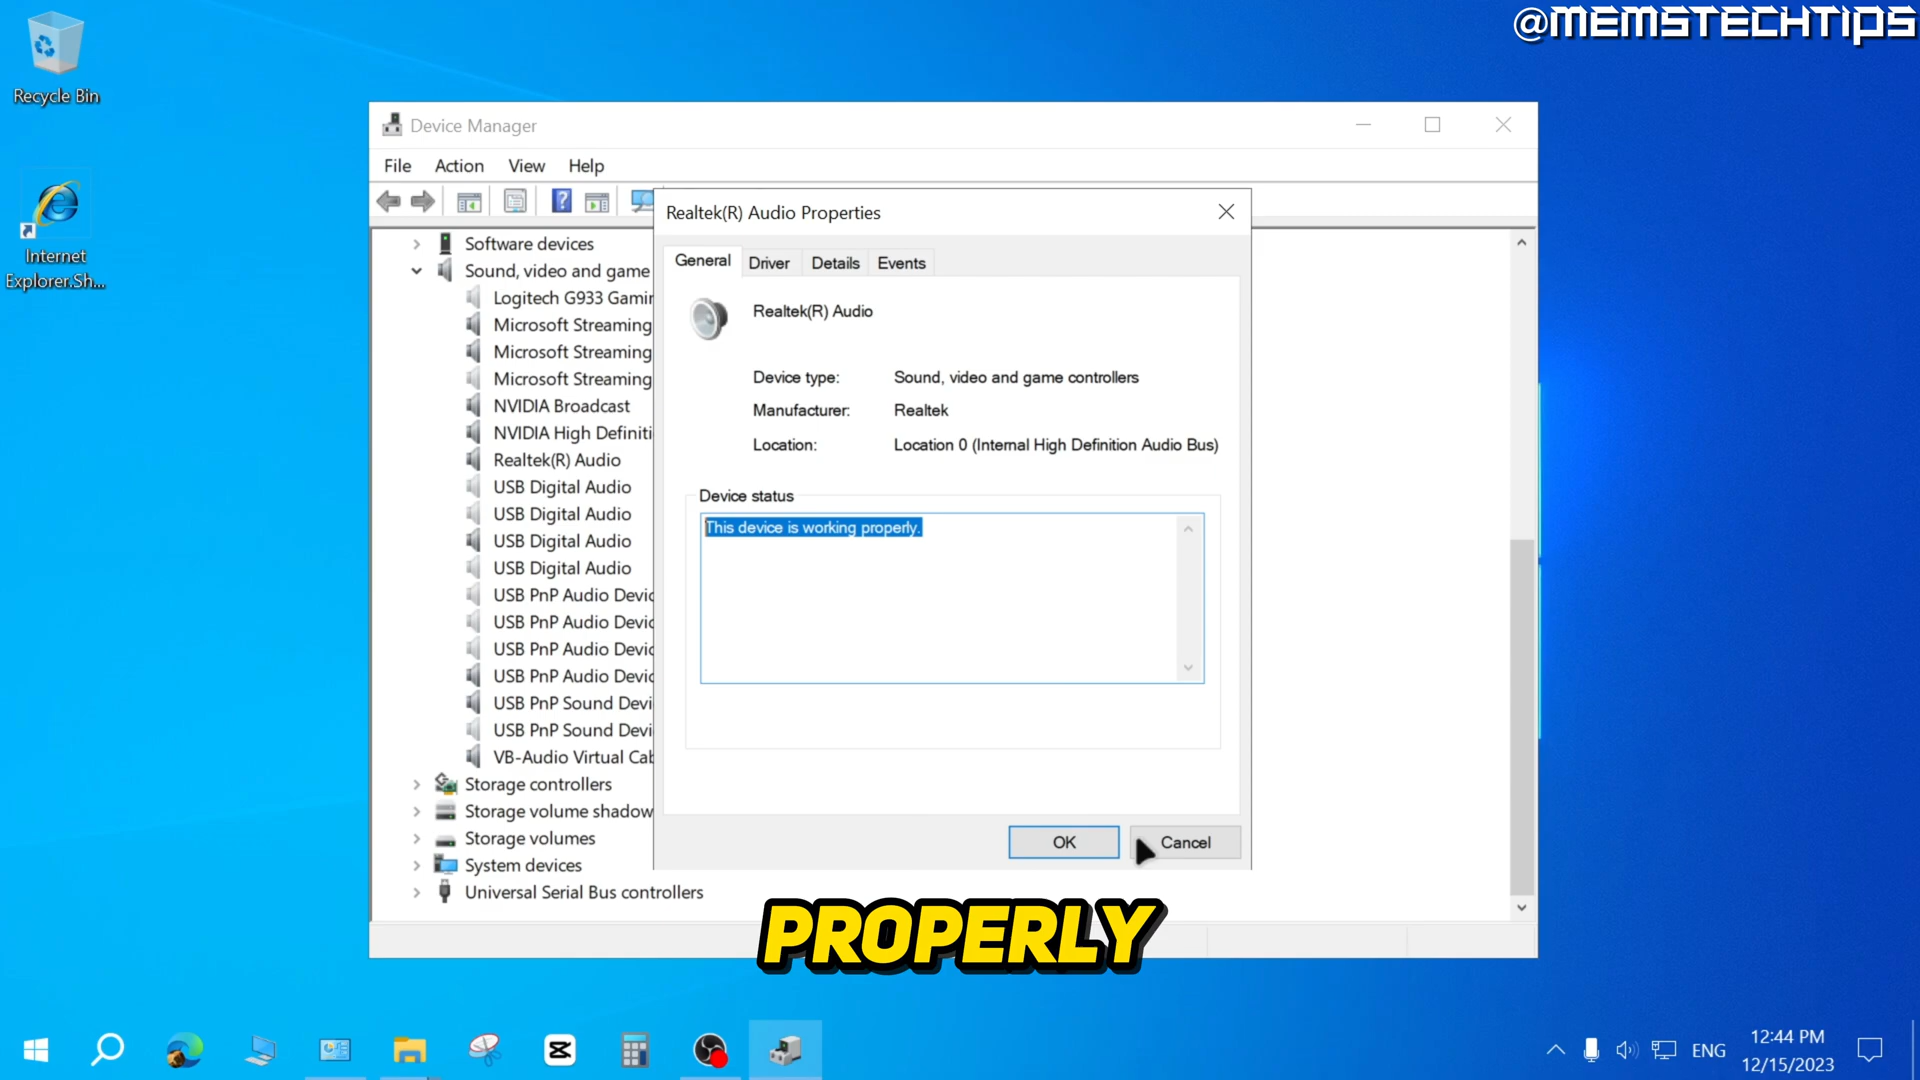 @MEMSTECHTIPS
Recycle Bin
Internet
Explorer.Sh...
Device Manager
File Action View Help
Software devices
Sound, video and game
Logitech G933 Gamin
Microsoft Streaming
Microsoft Streaming
Microsoft Streaming
NVIDIA Broadcast
NVIDIA High Definiti
Realtek(R) Audio
USB Digital Audio
USB Digital Audio
USB Digital Audio
USB Digital Audio
USB PnP Audio Devic
USB PnP Audio Devic
USB PnP Audio Devic
USB PnP Audio Devic
USB PnP Sound Devi
USB PnP Sound Devi
VB-Audio Virtual Cab
Storage controllers
Storage volume shadow
Storage volumes
System devices
Universal Serial Bus controllers
Realtek(R) Audio Properties
General Driver Details Events
Realtek(R) Audio
Device type: Sound, video and game controllers
Manufacturer: Realtek
Location: Location 0 (Internal High Definition Audio Bus)
Device status
This device is working properly.
OK Cancel
PROPERLY
ENG
12:44 PM
12/15/2023